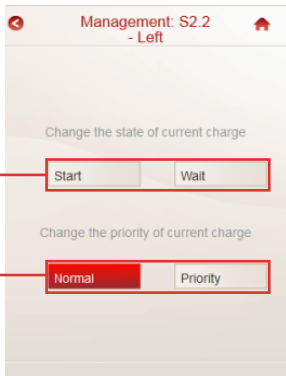 Management: S2.2
- Left
Change the state of current charge
Start Wait
Change the priority of current charge
Normal Priority